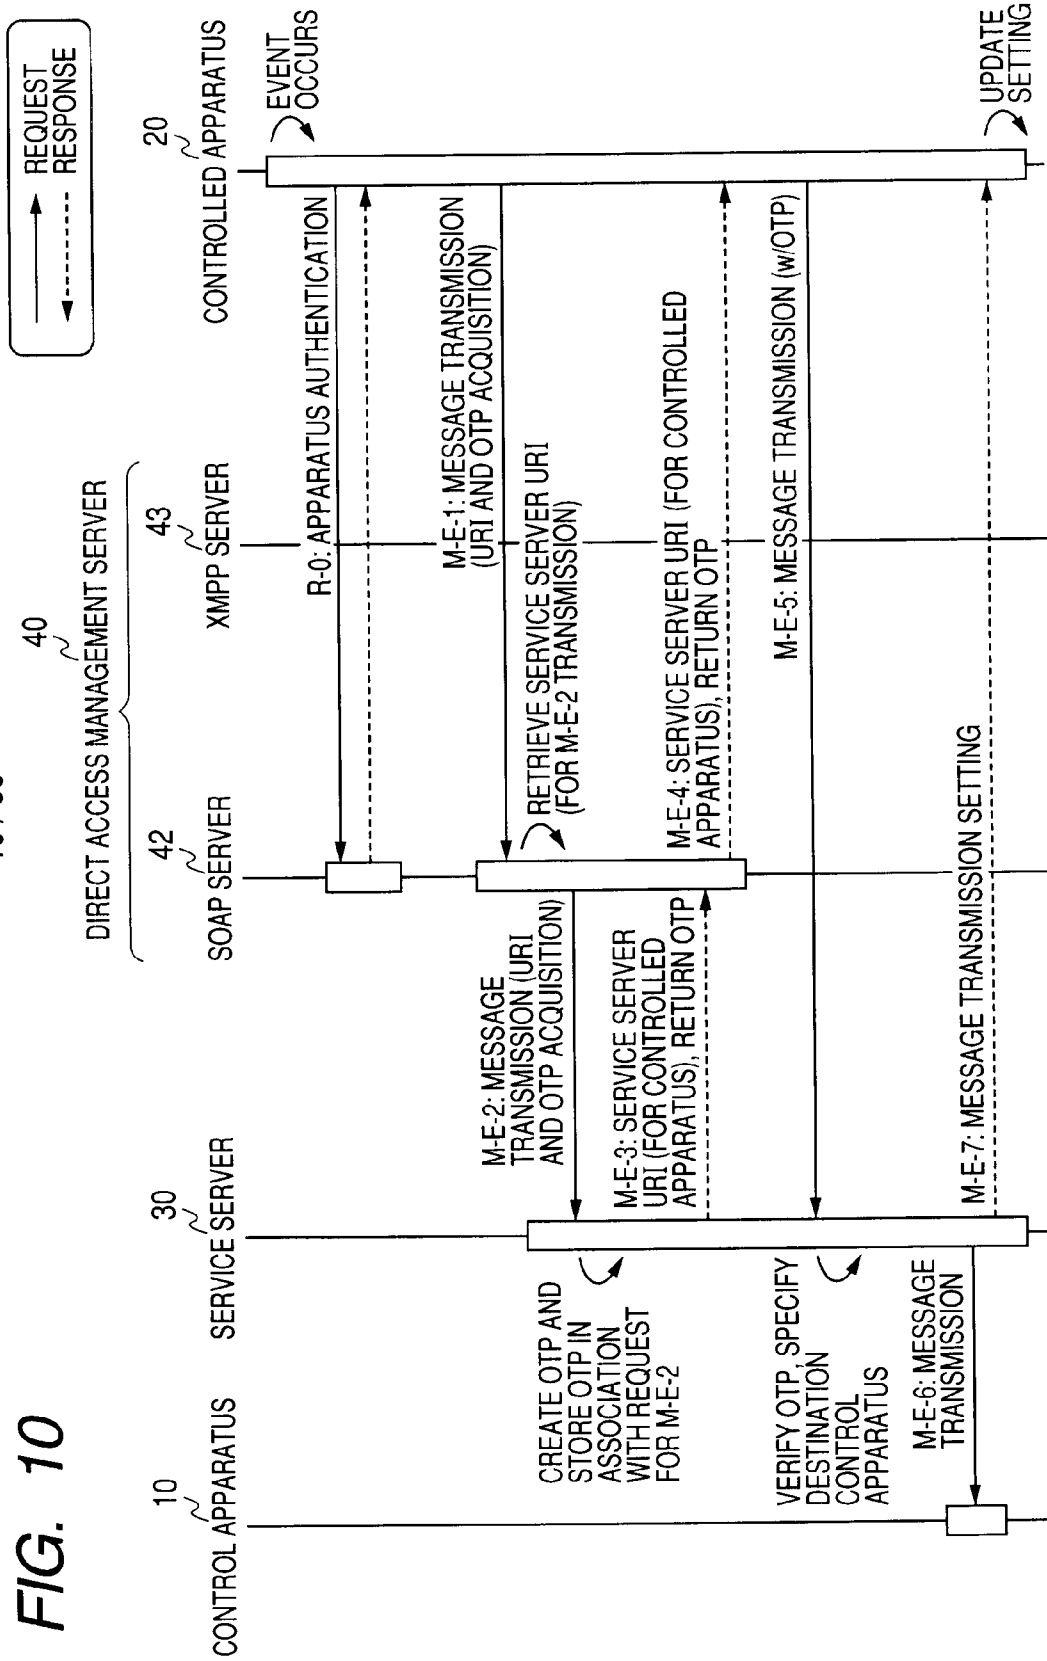 FIG. 10
REQUEST
RESPONSE
40
DIRECT ACCESS MANAGEMENT SERVER
10
CONTROL APPARATUS
30
SERVICE SERVER
42
SOAP SERVER
43
XMPP SERVER
20
CONTROLLED APPARATUS
EVENT
OCCURS
R-0: APPARATUS AUTHENTICATION
M-E-1: MESSAGE TRANSMISSION
(URI AND OTP ACQUISITION)
RETRIEVE SERVICE SERVER URI
(FOR M-E-2 TRANSMISSION)
M-E-2: MESSAGE
TRANSMISSION (URI
AND OTP ACQUISITION)
CREATE OTP AND
STORE OTP IN
ASSOCIATION
WITH REQUEST
FOR M-E-2
M-E-3: SERVICE SERVER
URI (FOR CONTROLLED
APPARATUS), RETURN OTP
M-E-4: SERVICE SERVER URI (FOR CONTROLLED
APPARATUS), RETURN OTP
M-E-5: MESSAGE TRANSMISSION (w/OTP)
VERIFY OTP, SPECIFY
DESTINATION
CONTROL
APPARATUS
M-E-6: MESSAGE
TRANSMISSION
M-E-7: MESSAGE TRANSMISSION SETTING
UPDATE
SETTING